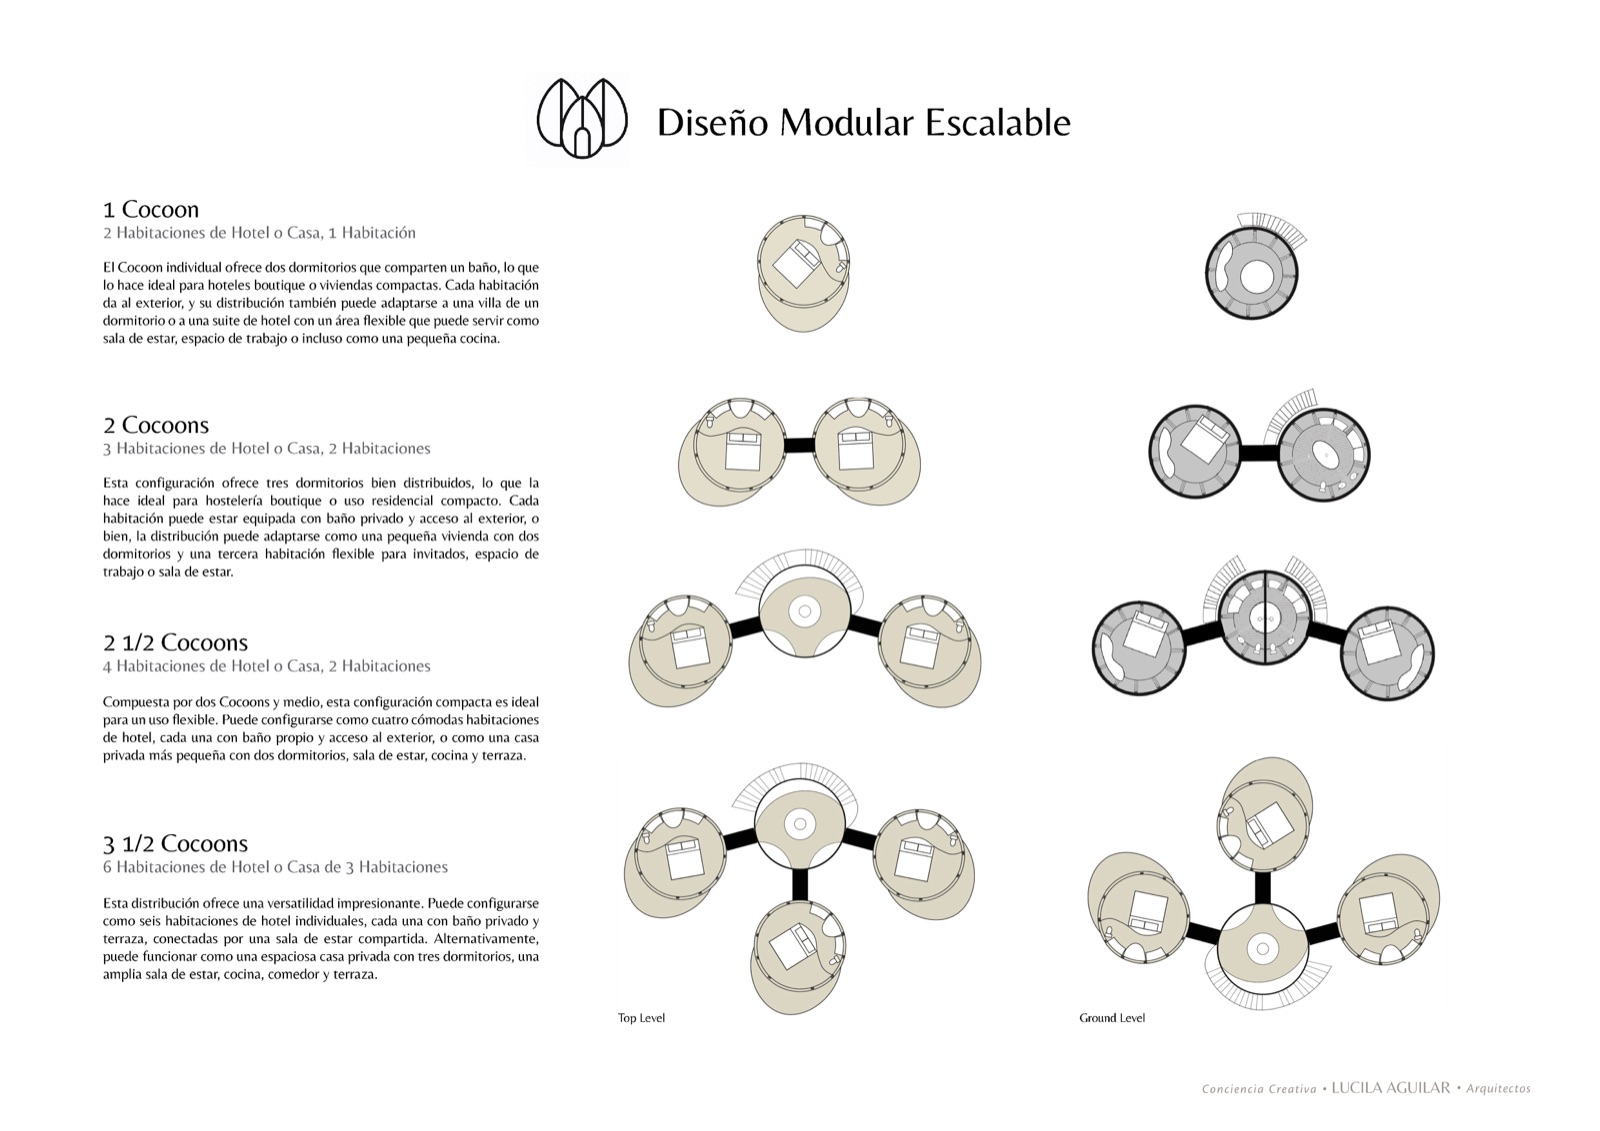 Diseño Modular Escalable
1 Cocoon
2 Habitaciones de Hotel o Casa, 1 Habitación
El Cocoon individual ofrece dos dormitorios que comparten un baño, lo que
lo hace ideal para hoteles boutique o viviendas compactas. Cada habitación
da al exterior, y su distribución también puede adaptarse a una villa de un
dormitorio o a una suite de hotel con un área flexible que puede servir como
sala de estar, espacio de trabajo o incluso como una pequeña cocina.
2 Cocoons
3 Habitaciones de Hotel o Casa, 2 Habitaciones
Esta configuración ofrece tres dormitorios bien distribuidos, lo que la
hace ideal para hostelería boutique o uso residencial compacto. Cada
habitación puede estar equipada con baño privado y acceso al exterior, o
bien, la distribución puede adaptarse como una pequeña vivienda con dos
dormitorios y una tercera habitación flexible para invitados, espacio de
trabajo o sala de estar.
2 1/2 Cocoons
4 Habitaciones de Hotel o Casa, 2 Habitaciones
Compuesta por dos Cocoons y medio, esta configuración compacta es ideal
para un uso flexible. Puede configurarse como cuatro cómodas habitaciones
de hotel, cada una con baño propio y acceso al exterior, o como una casa
privada más pequeña con dos dormitorios, sala de estar, cocina y terraza.
3 1/2 Cocoons
6 Habitaciones de Hotel o Casa de 3 Habitaciones
Esta distribución ofrece una versatilidad impresionante. Puede configurarse
como seis habitaciones de hotel individuales, cada una con baño privado y
terraza, conectadas por una sala de estar compartida. Alternativamente,
puede funcionar como una espaciosa casa privada con tres dormitorios, una
amplia sala de estar, cocina, comedor y terraza.
Top Level
Ground Level
Conciencia Creativa • LUCILA AGUILAR • Arquitectos